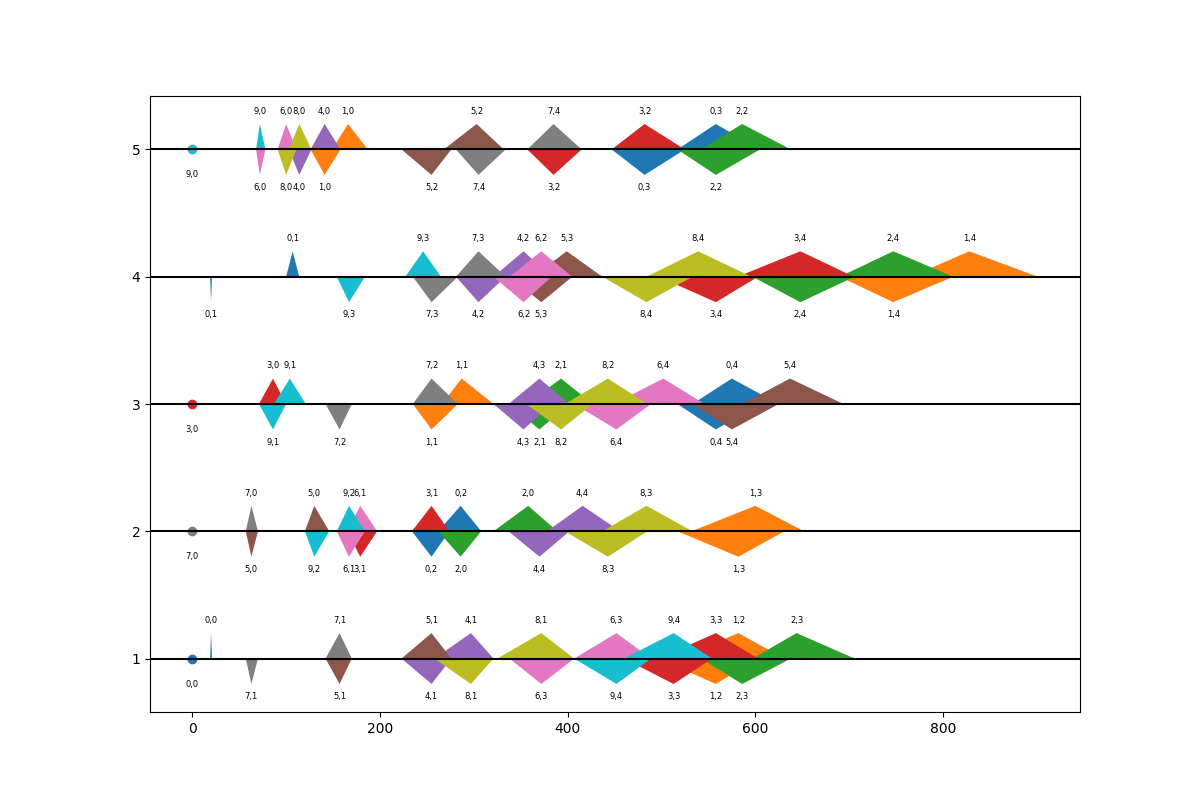 9,0 6,0 8,0 4,0 1,0 5,2 7,4 3,2 0,3 2,2
5
9,0 6,0 8,0 4,0 1,0 5,2 7,4 3,2 0,3 2,2
0,1 9,3 7,3 4,2 6,2 5,3 8,4 3,4 2,4 1,4
4
0,1 9,3 7,3 4,2 6,2 5,3 8,4 3,4 2,4 1,4
3,0 9,1 7,2 1,1 4,3 2,1 8,2 6,4 0,4 5,4
3
3,0 9,1 7,2 1,1 4,3 2,1 8,2 6,4 0,4 5,4
7,0 5,0 9,2 6,1 3,1 0,2 2,0 4,4 8,3 1,3
2
7,0 5,0 9,2 6,1 3,1 0,2 2,0 4,4 8,3 1,3
0,0 7,1 5,1 4,1 8,1 6,3 9,4 3,3 1,2 2,3
1
0,0 7,1 5,1 4,1 8,1 6,3 9,4 3,3 1,2 2,3
0 200 400 600 800